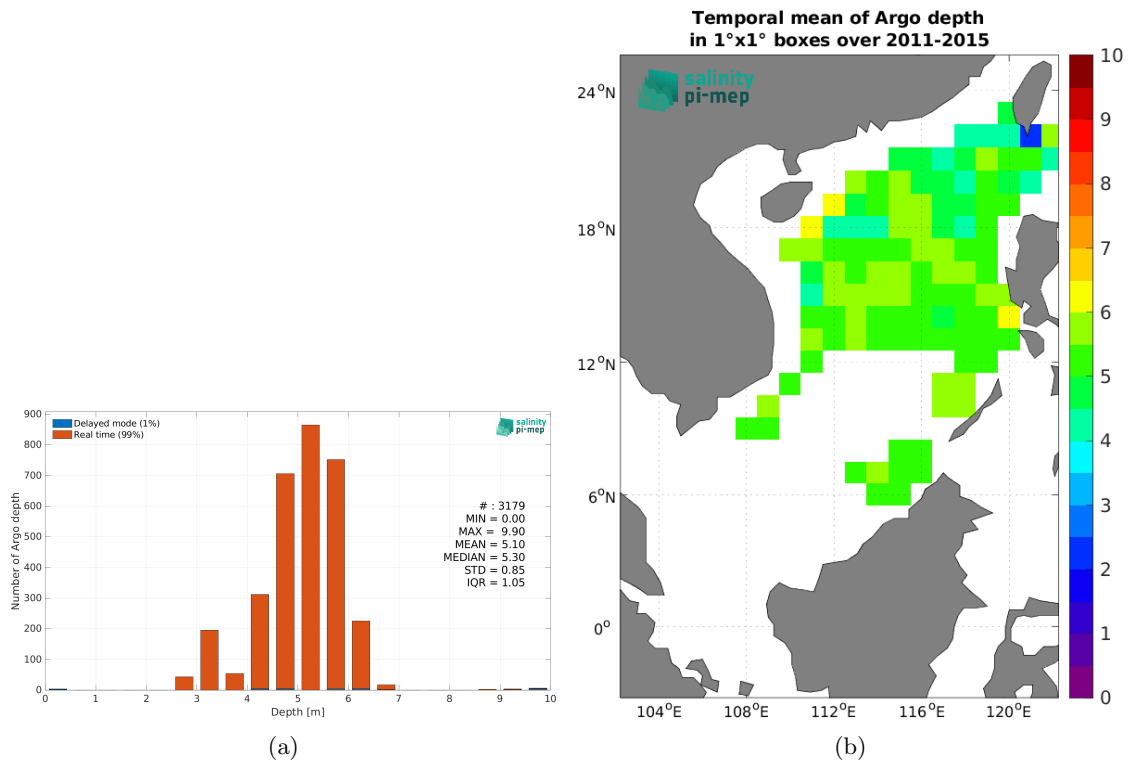 900
800
700
600
500
400
300
200
100
0
Number of Argo depth
Delayed mode (1%)
Real time (99%)
salinity
pi-mep
# : 3179
MIN = 0.00
MAX = 9.90
MEAN = 5.10
MEDIAN = 5.30
STD = 0.85
IQR = 1.05
0 1 2 3 4 5 6 7 8 9 10
Depth [m]
(a)
Temporal mean of Argo depth
in 1°x1° boxes over 2011-2015
salinity
pi-mep
24°N
18°N
12°N
6°N
0°
104°E 108°E 112°E 116°E 120°E
10
9
8
7
6
5
4
3
2
1
0
(b)